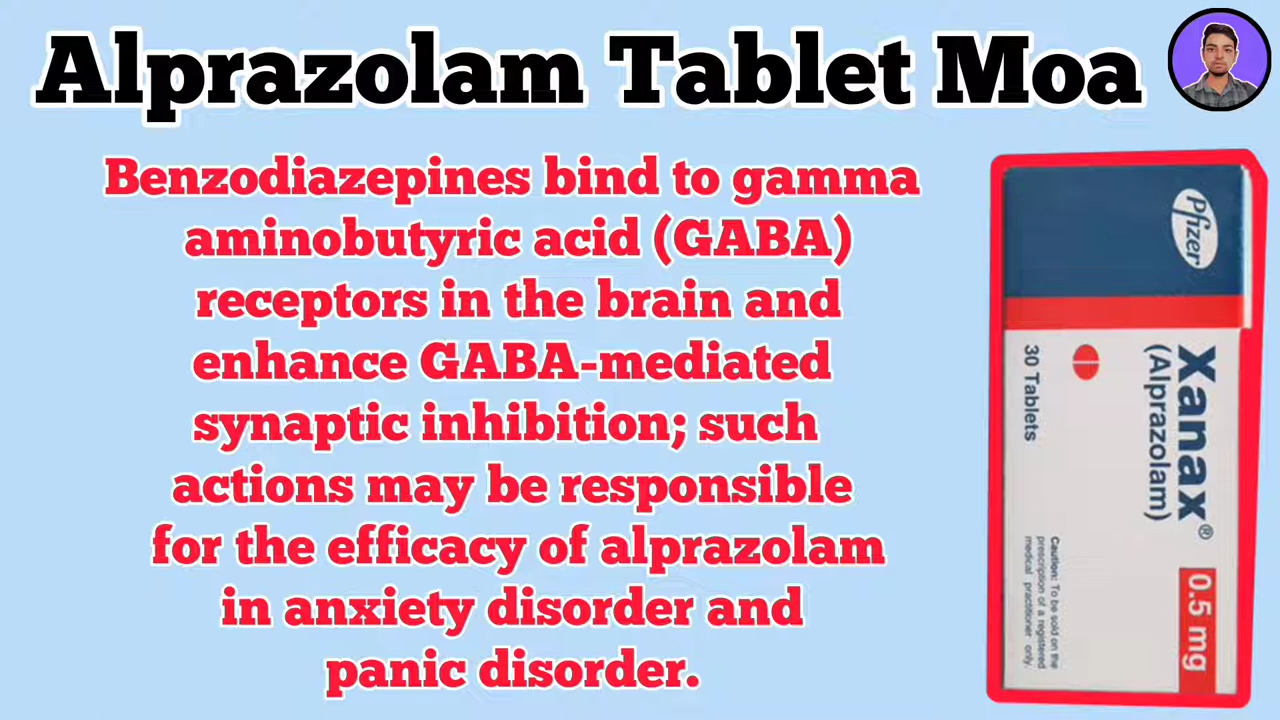 Alprazolam Tablet Moa
Benzodiazepines bind to gamma
aminobutyric acid (GABA)
receptors in the brain and
enhance GABA-mediated
synaptic inhibition; such
actions may be responsible
for the efficacy of alprazolam
in anxiety disorder and
panic disorder.
Pfizer
Xanax®
(Alprazolam)
30 Tablets
0.5 mg
Caution: To be sold on the
prescription of a registered
medical practitioner only.